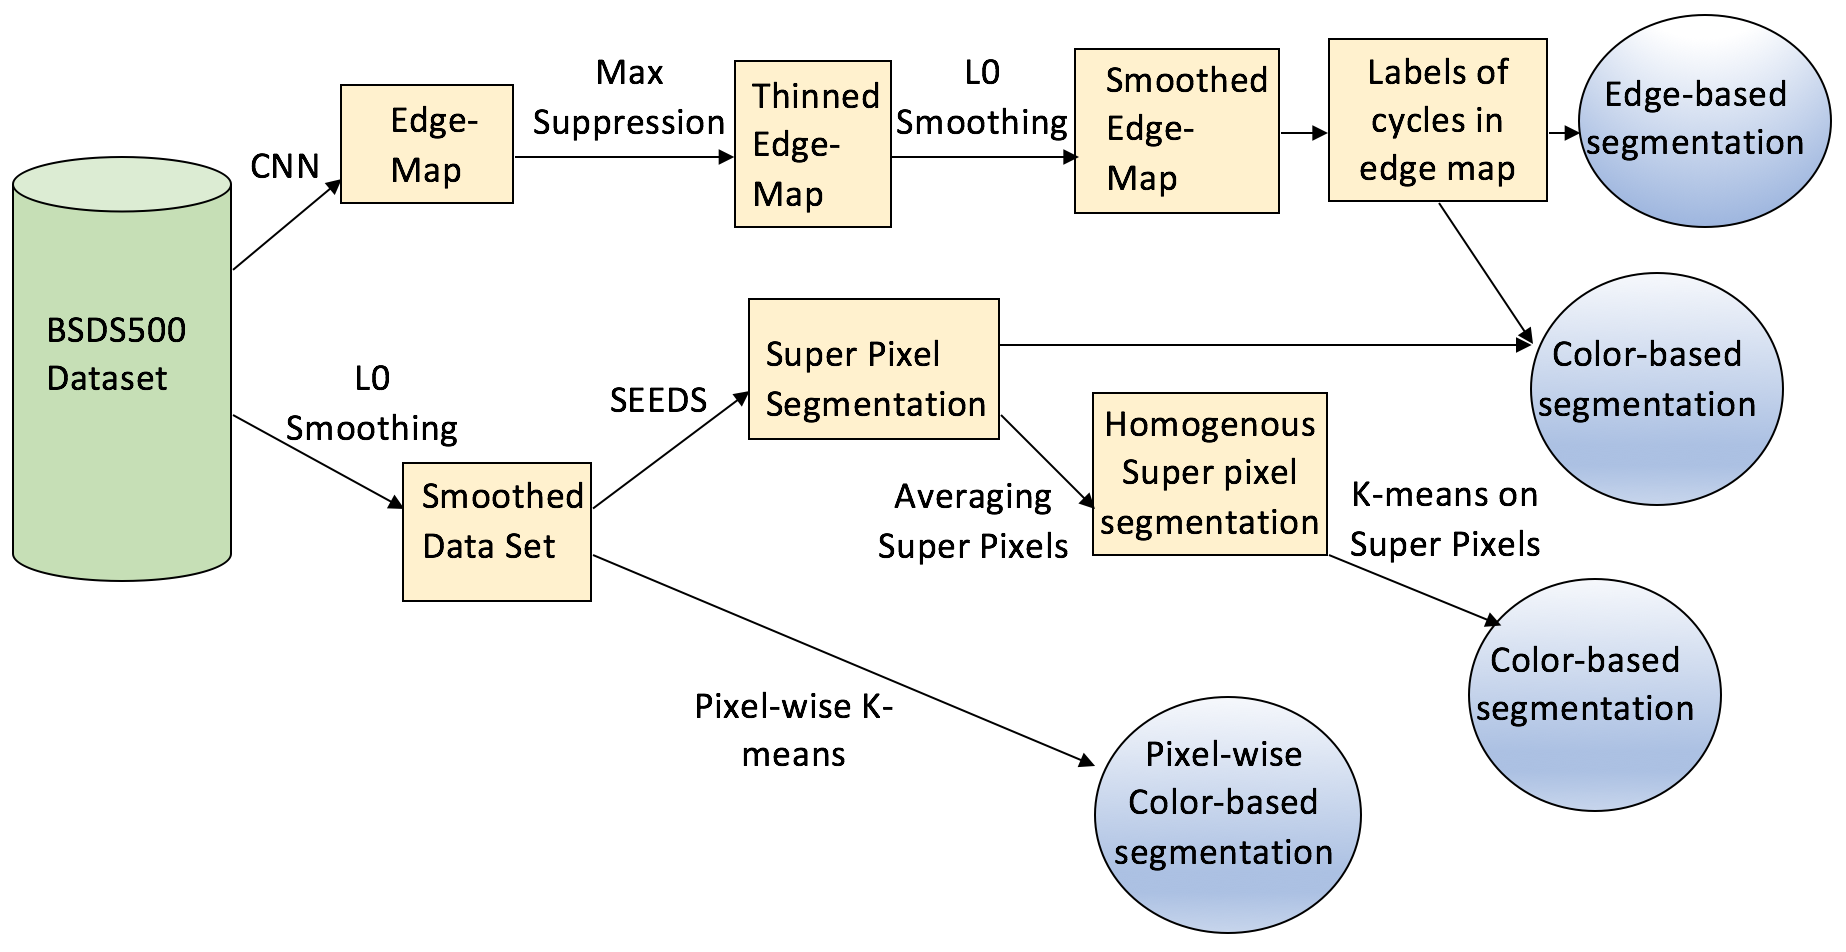 CNN
Edge-
Map
Max
Suppression
Thinned
Edge-
Map
L0
Smoothing
Smoothed
Edge-
Map
Labels of
cycles in
edge map
Edge-based
segmentation
BSDS500
Dataset
L0
Smoothing
Smoothed
Data Set
SEEDS
Super Pixel
Segmentation
Color-based
segmentation
Averaging
Super Pixels
Homogenous
Super pixel
segmentation
K-means on
Super Pixels
Color-based
segmentation
Pixel-wise K-
means
Pixel-wise
Color-based
segmentation